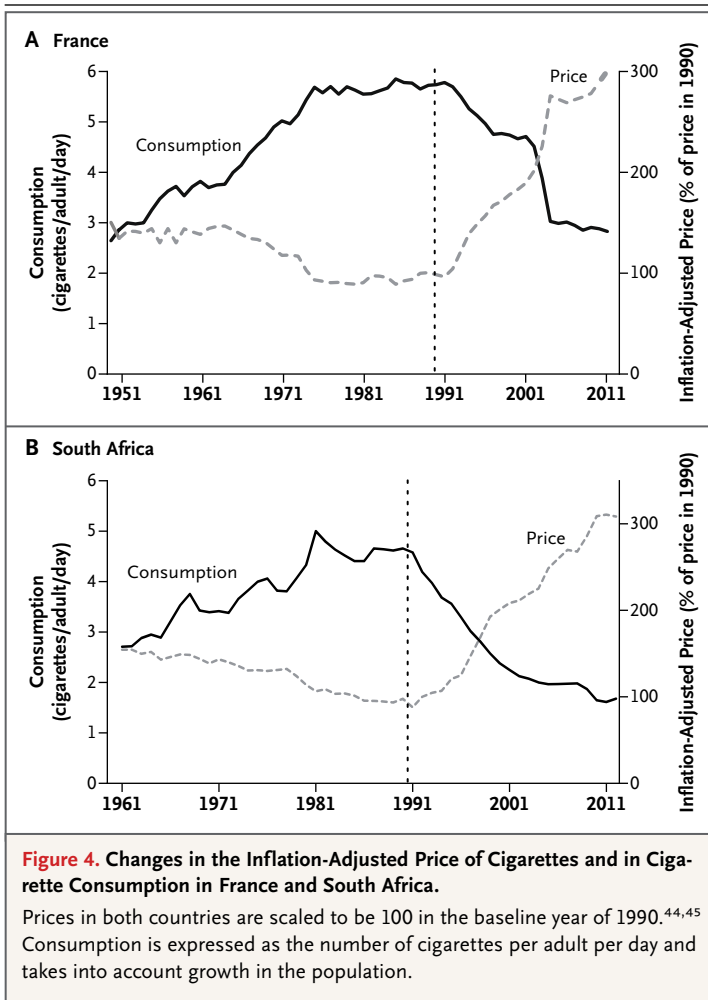 A France
Consumption
(cigarettes/adult/day)
6
5
4
3
2
1
0
Consumption
Price
300
200
100
0
Inflation-Adjusted Price (% of price in 1990)
1951 1961 1971 1981 1991 2001 2011
B South Africa
Consumption
(cigarettes/adult/day)
6
5
4
3
2
1
0
Consumption
Price
300
200
100
0
Inflation-Adjusted Price (% of price in 1990)
1961 1971 1981 1991 2001 2011
Figure 4. Changes in the Inflation-Adjusted Price of Cigarettes and in Ciga-
rette Consumption in France and South Africa.
Prices in both countries are scaled to be 100 in the baseline year of 1990.44,45
Consumption is expressed as the number of cigarettes per adult per day and
takes into account growth in the population.